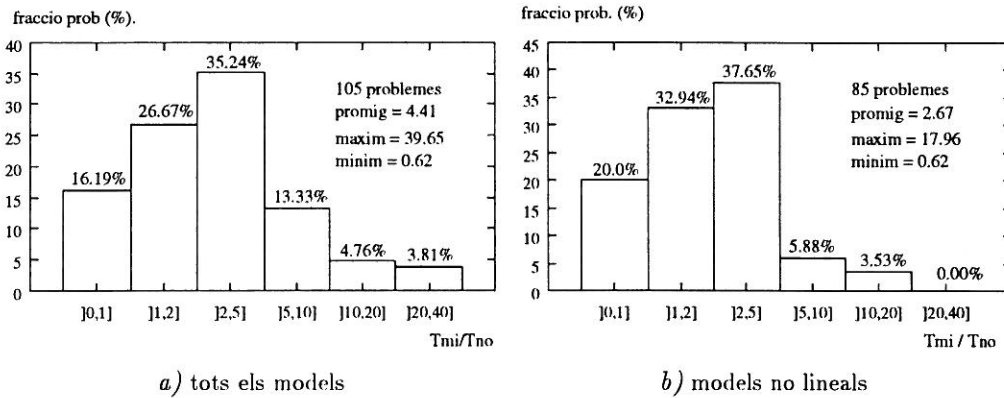 fraccio prob (%).
40
35
30
25
20
15
10
5
0
16.19%
26.67%
35.24%
13.33%
4.76%
3.81%
105 problemes
promig = 4.41
maxim = 39.65
minim = 0.62
]0,1] ]1,2] ]2,5] ]5,10] ]10,20] ]20,40]
Tmi/Tno
a) tots els models
fraccio prob. (%)
45
40
35
30
25
20
15
10
5
0
20.0%
32.94%
37.65%
5.88%
3.53%
0.00%
85 problemes
promig = 2.67
maxim = 17.96
minim = 0.62
]0,1] ]1,2] ]2,5] ]5,10] ]10,20] ]20,40]
Tmi / Tno
b) models no lineals